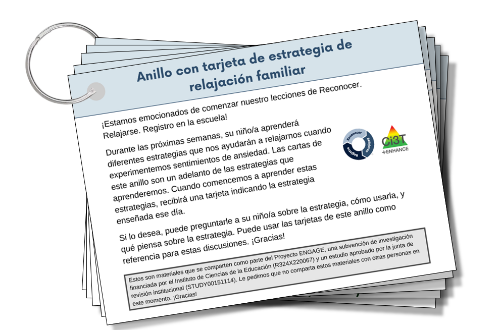 Anillo con tarjeta de estrategia de
relajación familiar
¡Estamos emocionados de comenzar nuestro lecciones de Reconocer.
Relajarse. Registro en la escuela!
Durante las próximas semanas, su niño/a aprenderá
diferentes estrategias que nos ayudarán a relajarnos cuando
experimentemos sentimientos de ansiedad. Las cartas de
este anillo son un adelanto de las estrategias que
aprenderemos. Cuando comencemos a aprender estas
estrategias, recibirá una tarjeta indicando la estrategia
enseñada ese día.
Ci3T
+ENHANCE
Si lo desea, puede preguntarle a su niño/a sobre la estrategia, cómo usarla, y
qué piensa sobre la estrategia. Puede usar las tarjetas de este anillo como
referencia para estas discusiones. ¡Gracias!
Estos son materiales que se comparten como parte del Proyecto ENGAGE, una subvención de investigación
financiada por el Instituto de Ciencias de la Educación (R324X220067) y un estudio aprobado por la junta de
revisión institucional (STUDY00151114). Le pedimos que no comparta estos materiales con otras personas en
este momento. ¡Gracias!